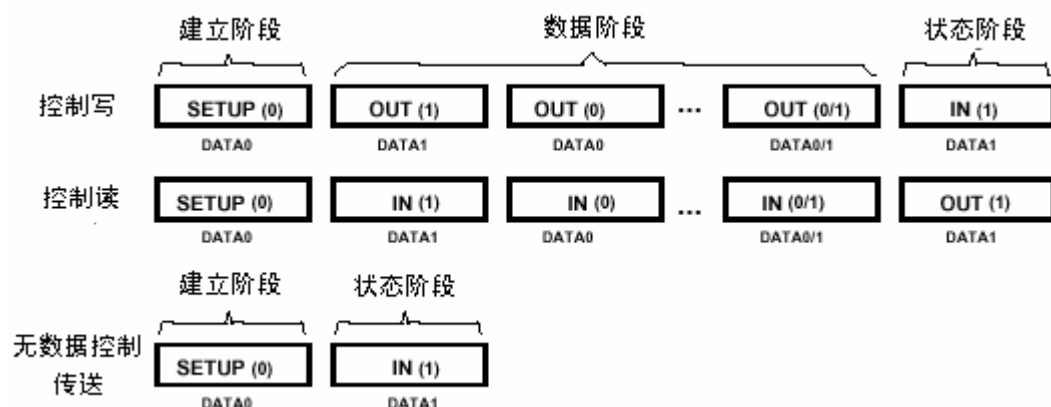 建立阶段 数据阶段 状态阶段
控制写 SETUP (0) OUT (1) OUT (0) ... OUT (0/1) IN (1)
DATA0 DATA1 DATA0 DATA0/1 DATA1
控制读 SETUP (0) IN (1) IN (0) ... IN (0/1) OUT (1)
DATA0 DATA1 DATA0 DATA0/1 DATA1
建立阶段 状态阶段
无数据控制
传送
SETUP (0) IN (1)
DATA0 DATA1